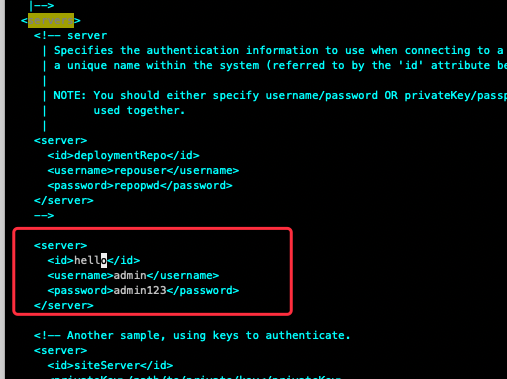 |-->
<servers>
<!-- server
| Specifies the authentication information to use when connecting to a
| a unique name within the system (referred to by the 'id' attribute be
|
| NOTE: You should either specify username/password OR privateKey/passp
|       used together.
|
<server>
<id>deploymentRepo</id>
<username>repouser</username>
<password>repopwd</password>
</server>
-->
<server>
<id>hello</id>
<username>admin</username>
<password>admin123</password>
</server>
<!-- Another sample, using keys to authenticate.
<server>
<id>siteServer</id>